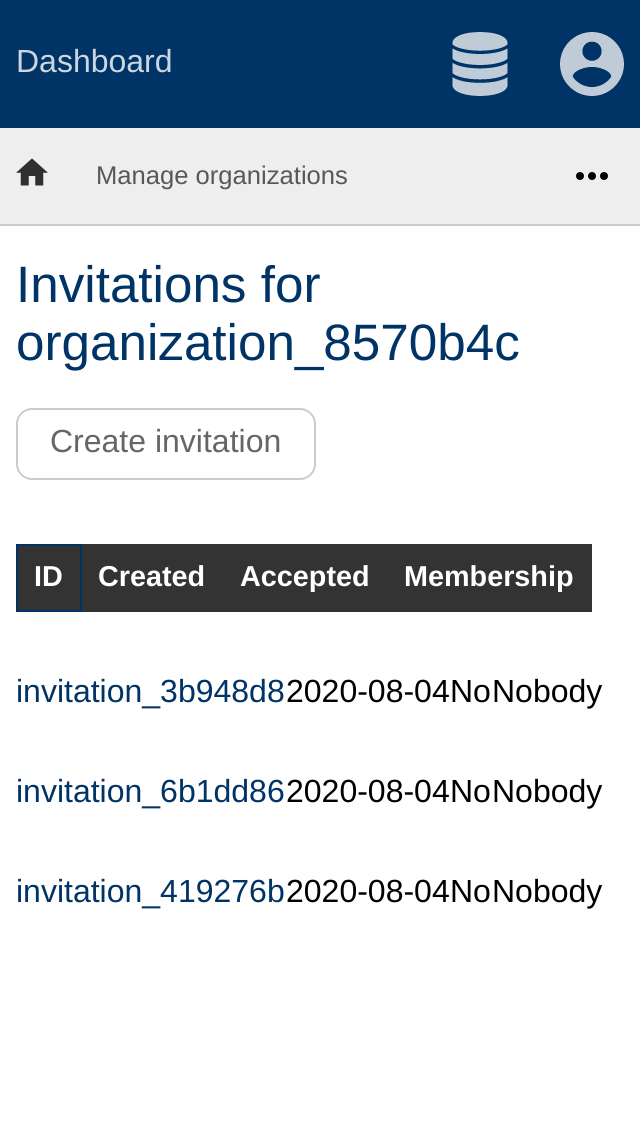 Dashboard
Manage organizations
Invitations for
organization_8570b4c
Create invitation
ID Created Accepted Membership
invitation_3b948d8 2020-08-04 No Nobody
invitation_6b1dd86 2020-08-04 No Nobody
invitation_419276b 2020-08-04 No Nobody